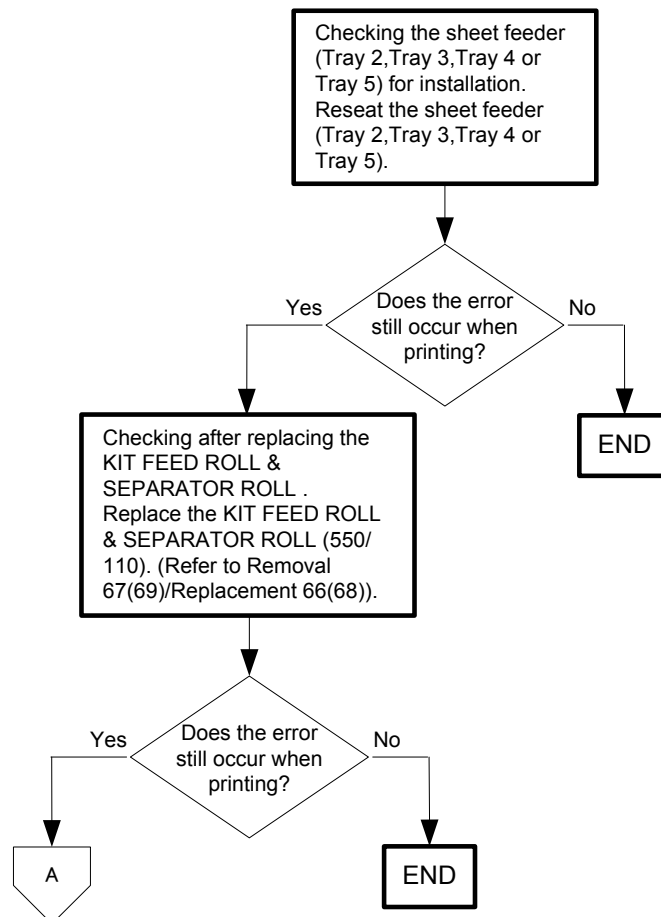 Checking the sheet feeder
(Tray 2,Tray 3,Tray 4 or
Tray 5) for installation.
Reseat the sheet feeder
(Tray 2,Tray 3,Tray 4 or
Tray 5).
Yes
Does the error
still occur when
printing?
No
Checking after replacing the
KIT FEED ROLL &
SEPARATOR ROLL .
Replace the KIT FEED ROLL
& SEPARATOR ROLL (550/
110). (Refer to Removal
67(69)/Replacement 66(68)).
END
Yes
Does the error
still occur when
printing?
No
A
END